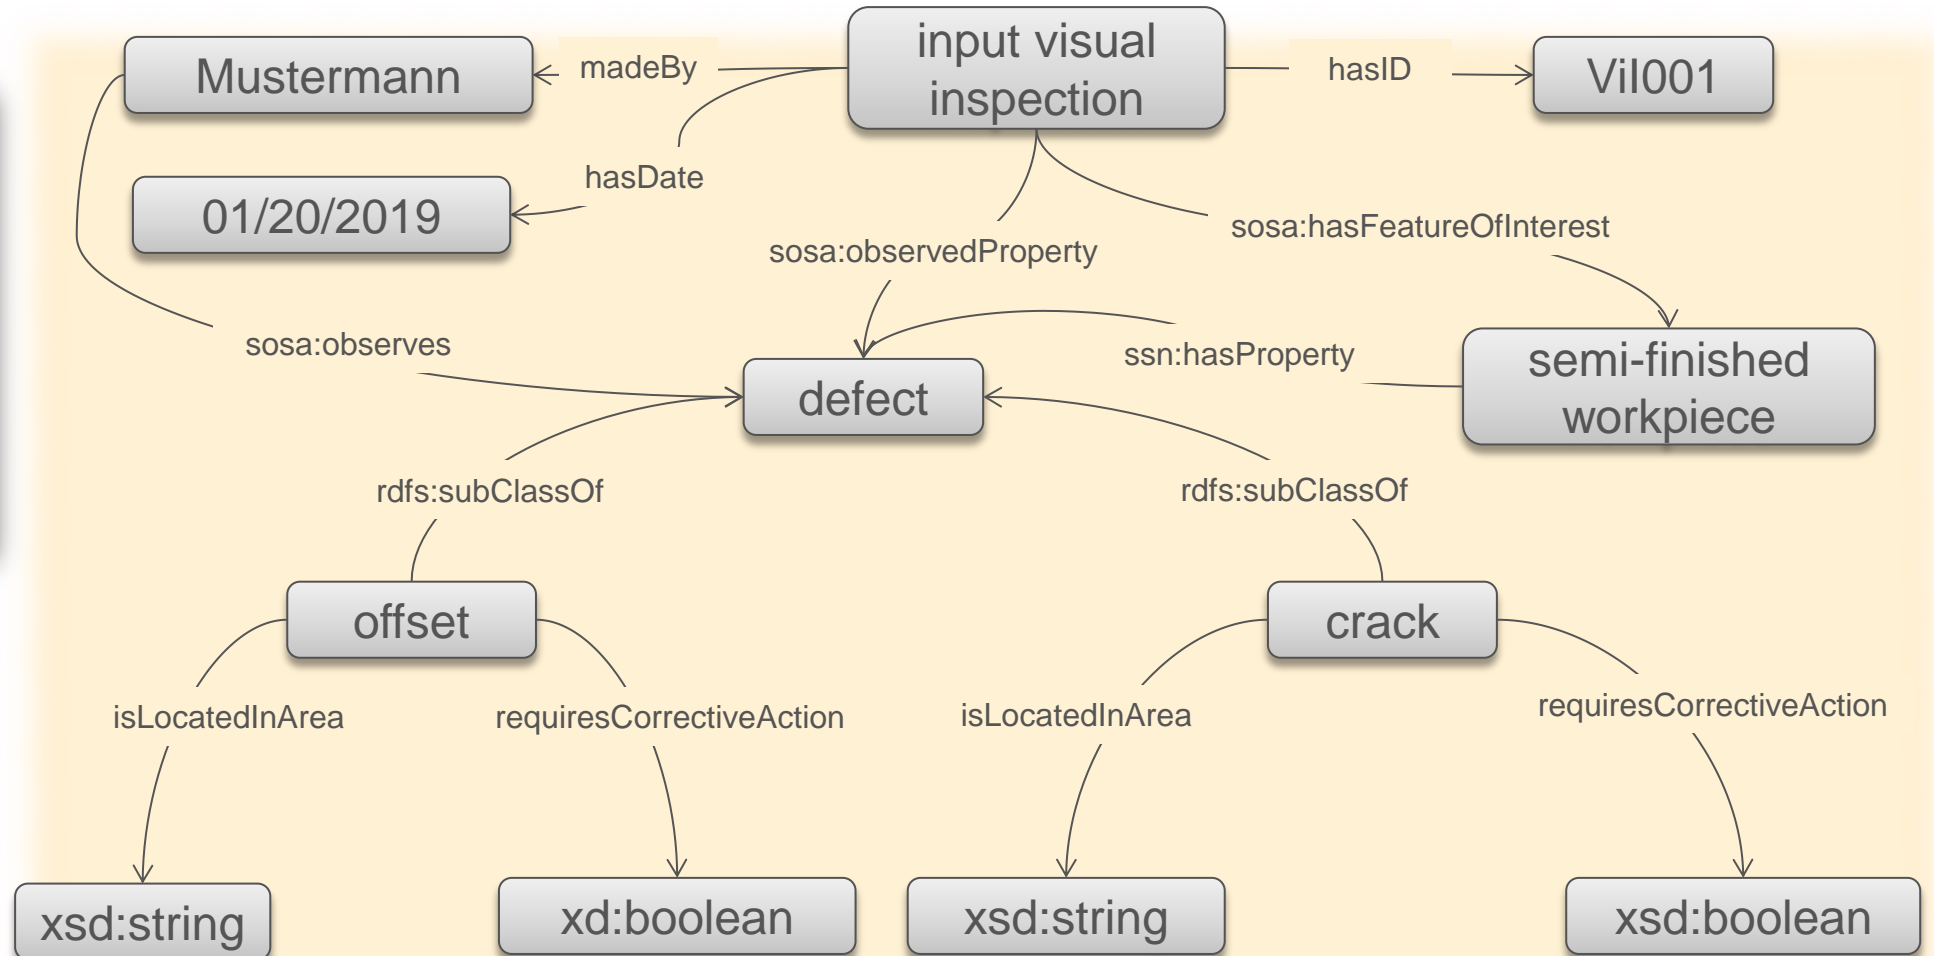 input visual
inspection
Mustermann
madeBy
hasID
ViI001
hasDate
01/20/2019
sosa:observedProperty
sosa:hasFeatureOfInterest
sosa:observes
ssn:hasProperty
semi-finished
workpiece
defect
rdfs:subClassOf
rdfs:subClassOf
offset
crack
isLocatedInArea
requiresCorrectiveAction
isLocatedInArea
requiresCorrectiveAction
xsd:string
xd:boolean
xsd:string
xsd:boolean